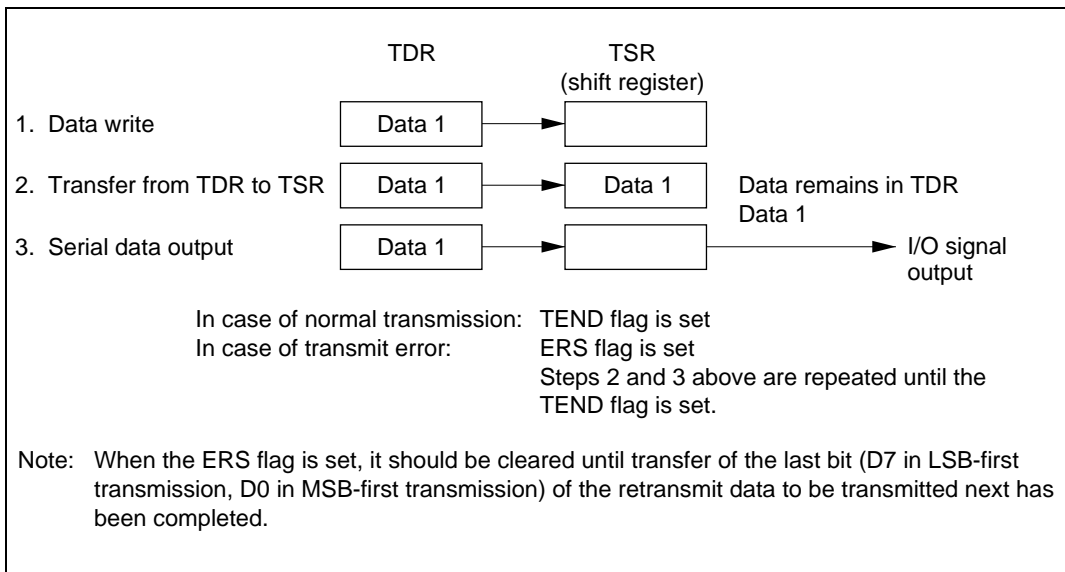 TDR
TSR
(shift register)
1. Data write
Data 1
2. Transfer from TDR to TSR
Data 1
Data 1
Data remains in TDR
Data 1
3. Serial data output
Data 1
I/O signal
output
In case of normal transmission: TEND flag is set
In case of transmit error: ERS flag is set
Steps 2 and 3 above are repeated until the
TEND flag is set.
Note: When the ERS flag is set, it should be cleared until transfer of the last bit (D7 in LSB-first
transmission, D0 in MSB-first transmission) of the retransmit data to be transmitted next has
been completed.